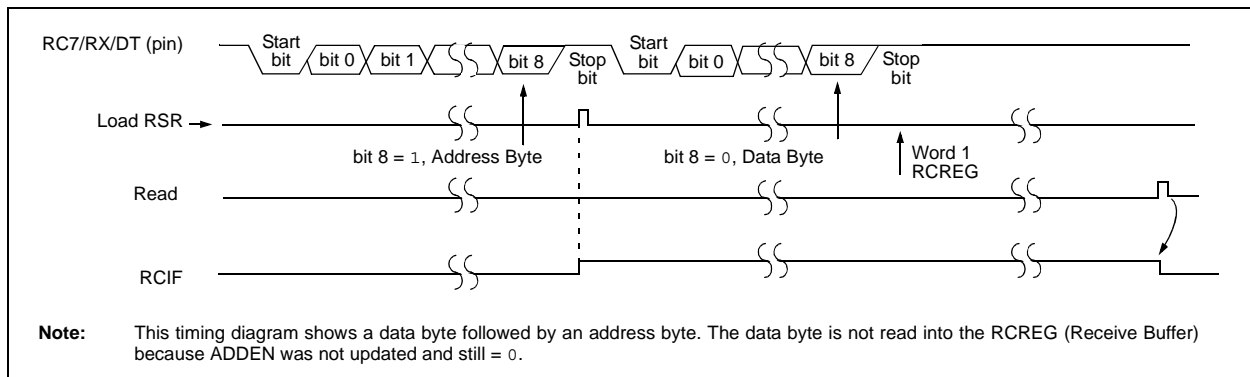 RC7/RX/DT (pin)
Start
bit
bit 0
bit 1
bit 8
Stop
bit
Start
bit
bit 0
bit 8
Stop
bit
Load RSR
bit 8 = 1, Address Byte
bit 8 = 0, Data Byte
Word 1
RCREG
Read
RCIF
Note: This timing diagram shows a data byte followed by an address byte. The data byte is not read into the RCREG (Receive Buffer)
because ADDEN was not updated and still = 0.